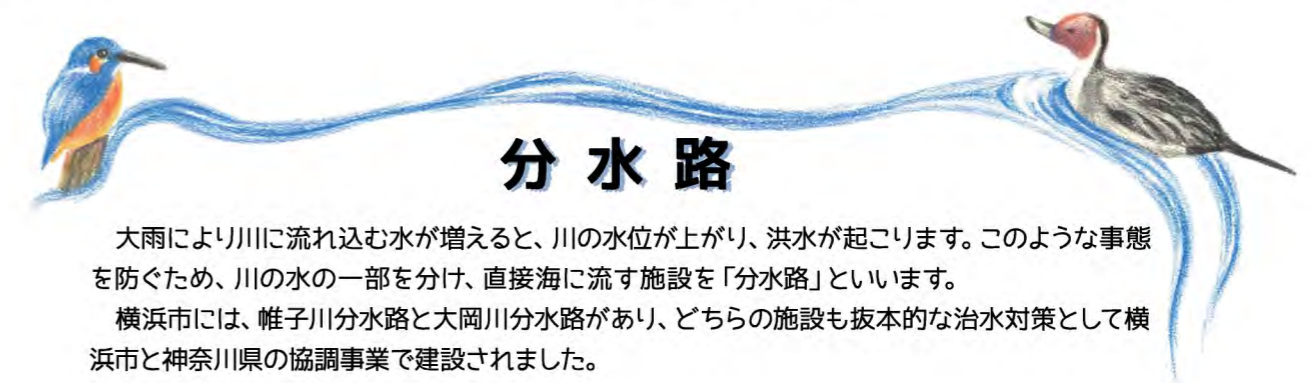 分水路
大雨により川に流れ込む水が増えると、川の水位が上がり、洪水が起こります。このような事態
を防ぐため、川の水の一部を分け、直接海に流す施設を「分水路」といいます。
横浜市には、帷子川分水路と大岡川分水路があり、どちらの施設も抜本的な治水対策として横
浜市と神奈川県の協調事業で建設されました。